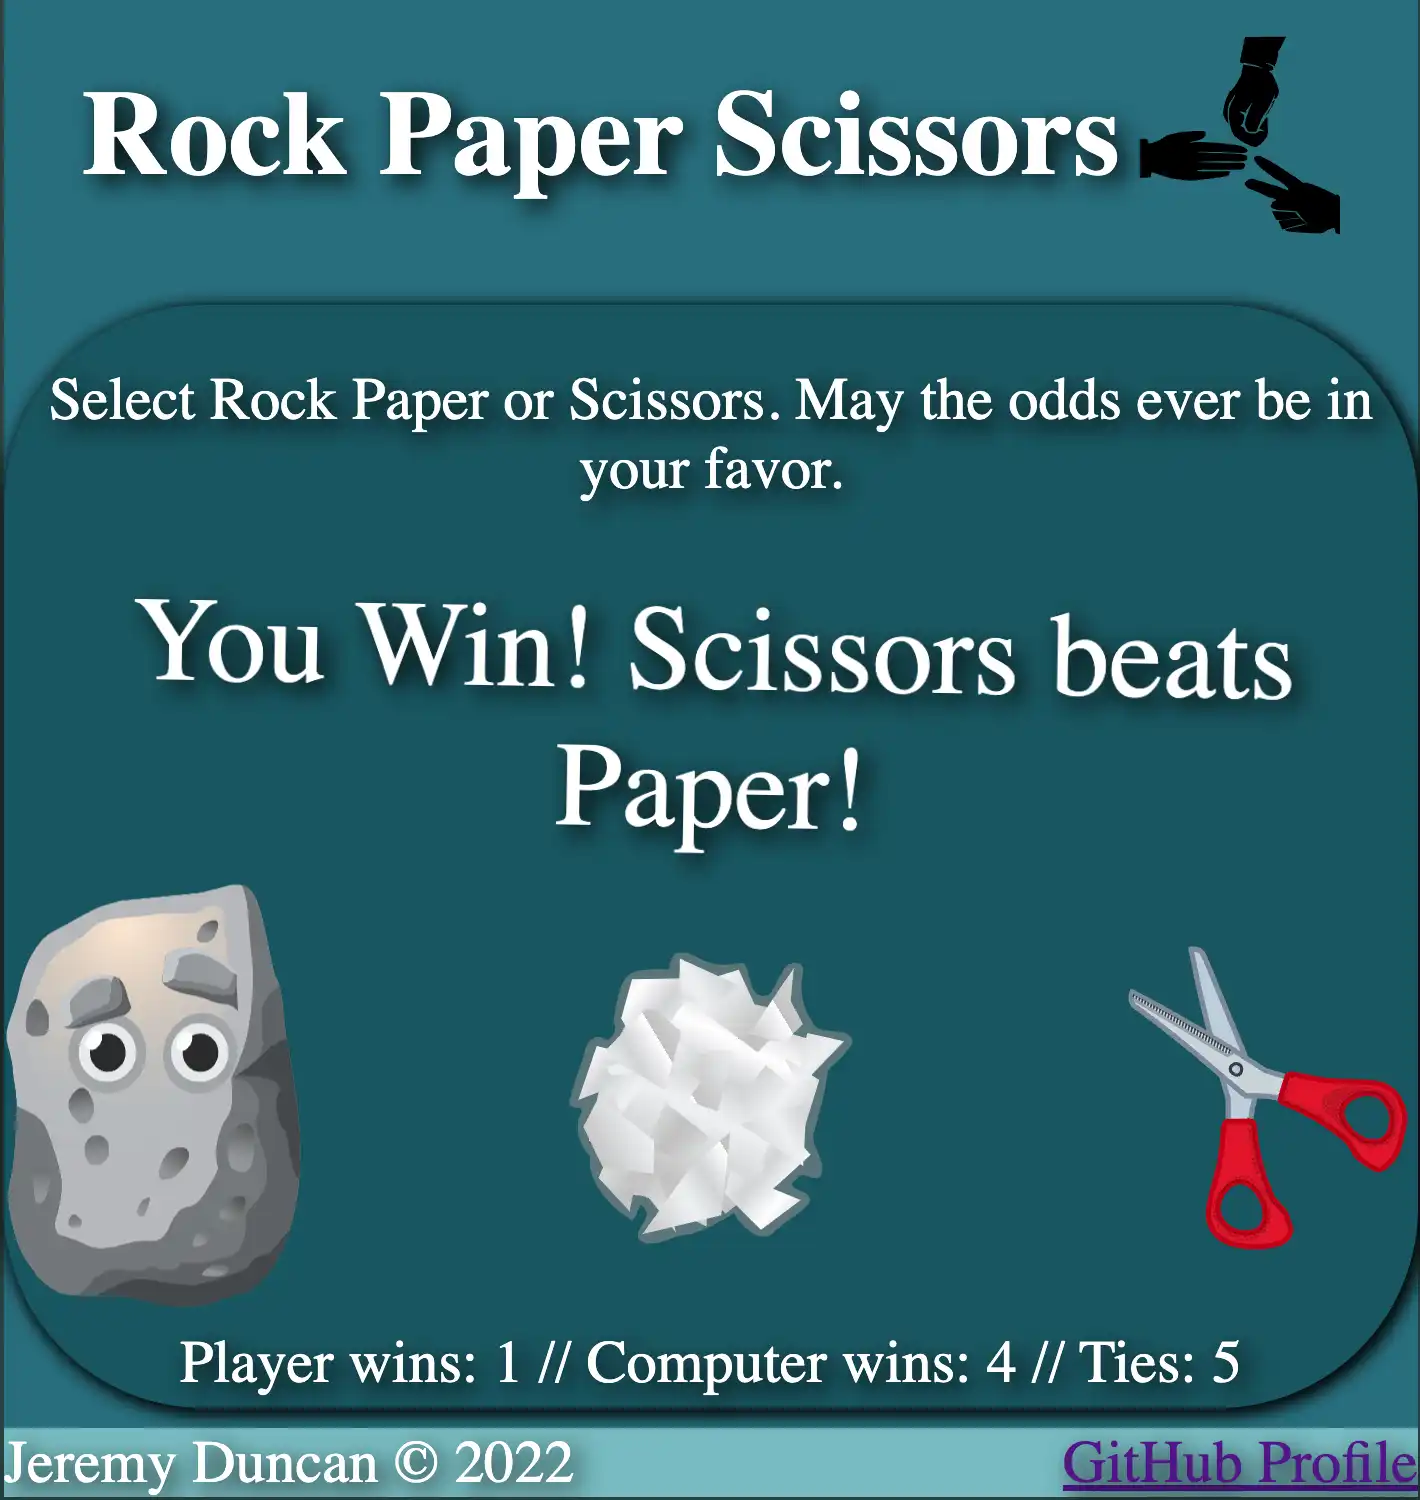 Rock Paper Scissors
Select Rock Paper or Scissors. May the odds ever be in
your favor.
You Win! Scissors beats
Paper!
Player wins: 1 // Computer wins: 4 // Ties: 5
Jeremy Duncan © 2022
GitHub Profile